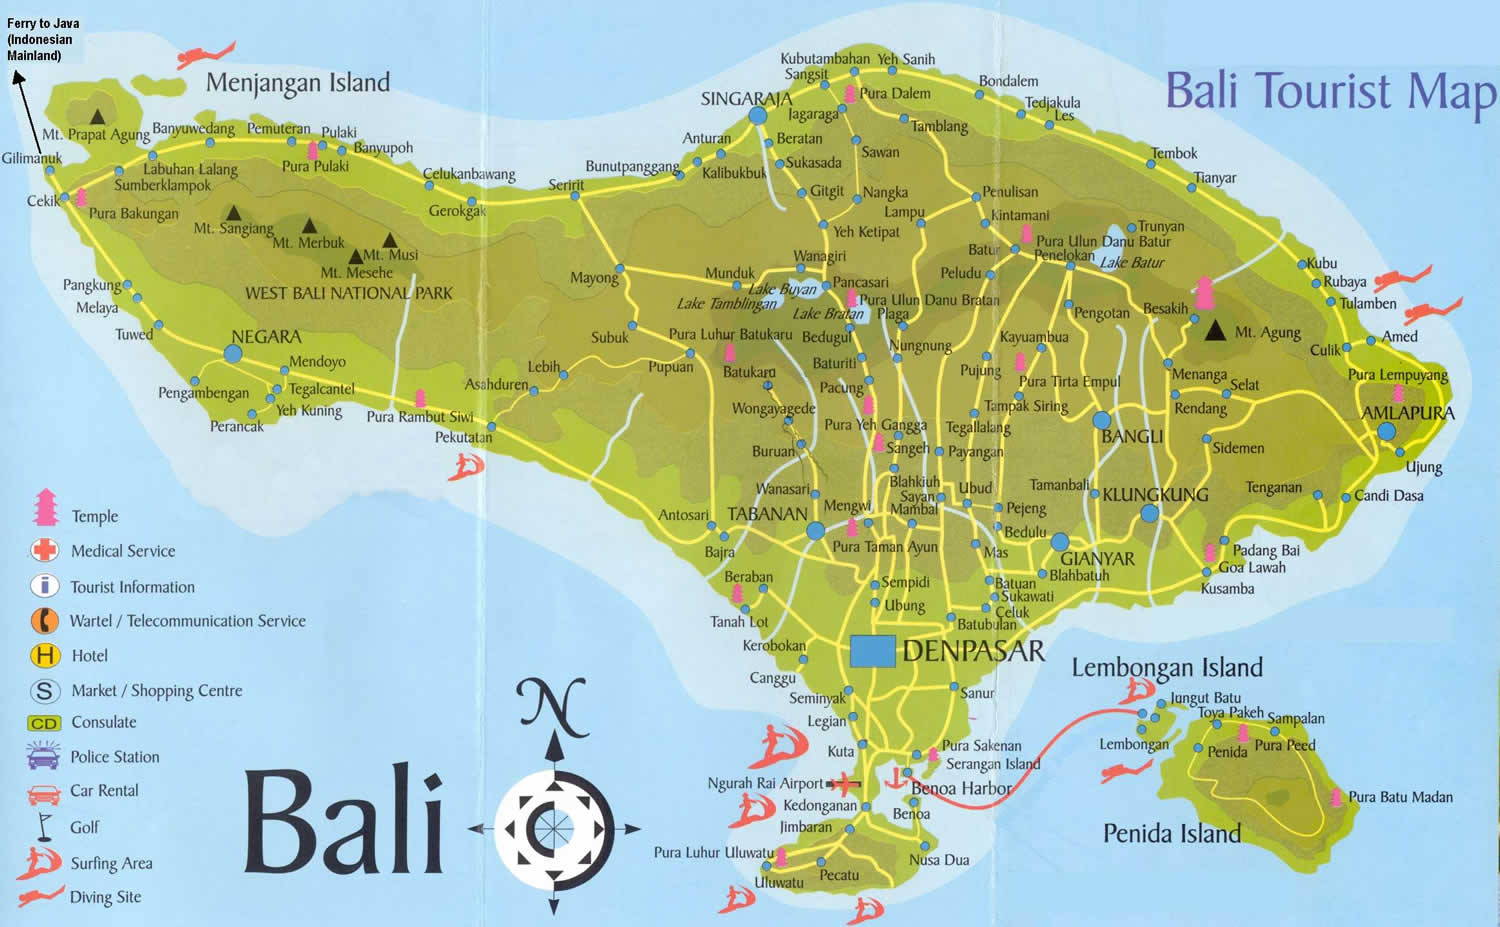 Ferry to Java
(Indonesian
Mainland)
Menjangan Island
Bali Tourist Map
Mt. Prapat Agung
Gilimanuk
Banyuwedang
Pemuteran
Pulaki
Banyupoh
Pura Pulaki
Labuhan Lalang
Sumberklampok
Cekik
Pura Bakungan
Celukanbawang
Gerokgak
Seririt
Bunutpanggang
Anturan
Kalibukbuk
SINGARAJA
Kubutambahan
Sangsit
Yeh Sanih
Pura Dalem
Jagaraga
Tamblang
Bondalem
Tedjakula
Les
Tembok
Tianyar
Beratan
Sukasada
Sawan
Gitgit
Nangka
Lampu
Penulisan
Kintamani
Yeh Ketipat
Batur
Pura Ulun Danu Batur
Penelokan
Trunyan
Lake Batur
Mt. Sangiang
Mt. Merbuk
Mt. Musi
Mt. Mesehe
WEST BALI NATIONAL PARK
Pangkung
Melaya
Tuwed
NEGARA
Mendoyo
Pengambengan
Tegalcantel
Yeh Kuning
Perancak
Pura Rambut Siwi
Pekutatan
Asahduren
Lebih
Mayong
Munduk
Wanagiri
Lake Buyan
Lake Tamblingan
Lake Bratan
Pancasari
Pura Ulun Danu Bratan
Plaga
Peludu
Pengotan
Besakih
Mt. Agung
Kubu
Rubaya
Tulamben
Amed
Culik
Subuk
Pura Luhur Batukaru
Bedugul
Nungnung
Kayuambua
Pupuan
Batukaru
Baturiti
Pacung
Pujung
Pura Tirta Empul
Menanga
Selat
Rendang
Pura Lempuyang
AMLAPURA
Wongayagede
Pura Yeh Gangga
Tampak Siring
Tegallalang
BANGLI
Buruan
Sangeh
Payangan
Sidemen
Ujung
Wanasari
Blahkiuh
Sayan
Ubud
Tamanbali
KLUNGKUNG
Tenganan
Candi Dasa
Antosari
TABANAN
Mengwi
Mambal
Pejeng
Bedulu
Bajra
Pura Taman Ayun
Mas
GIANYAR
Padang Bai
Goa Lawah
Kusamba
Beraban
Sempidi
Batuan
Blahbatuh
Sukawati
Ubung
Celuk
Tanah Lot
Batubulan
Kerobokan
DENPASAR
Canggu
Seminyak
Sanur
Legian
Kuta
Pura Sakenan
Serangan Island
Ngurah Rai Airport
Benoa Harbor
Kedonganan
Benoa
Jimbaran
Pura Luhur Uluwatu
Nusa Dua
Uluwatu
Pecatu
Lembongan Island
Jungut Batu
Toya Pakeh
Sampalan
Lembongan
Penida
Pura Peed
Pura Batu Madan
Penida Island
Temple
Medical Service
i
Tourist Information
Wartel / Telecommunication Service
H
Hotel
S
Market / Shopping Centre
CD
Consulate
Police Station
Car Rental
Golf
Surfing Area
Diving Site
Bali
N